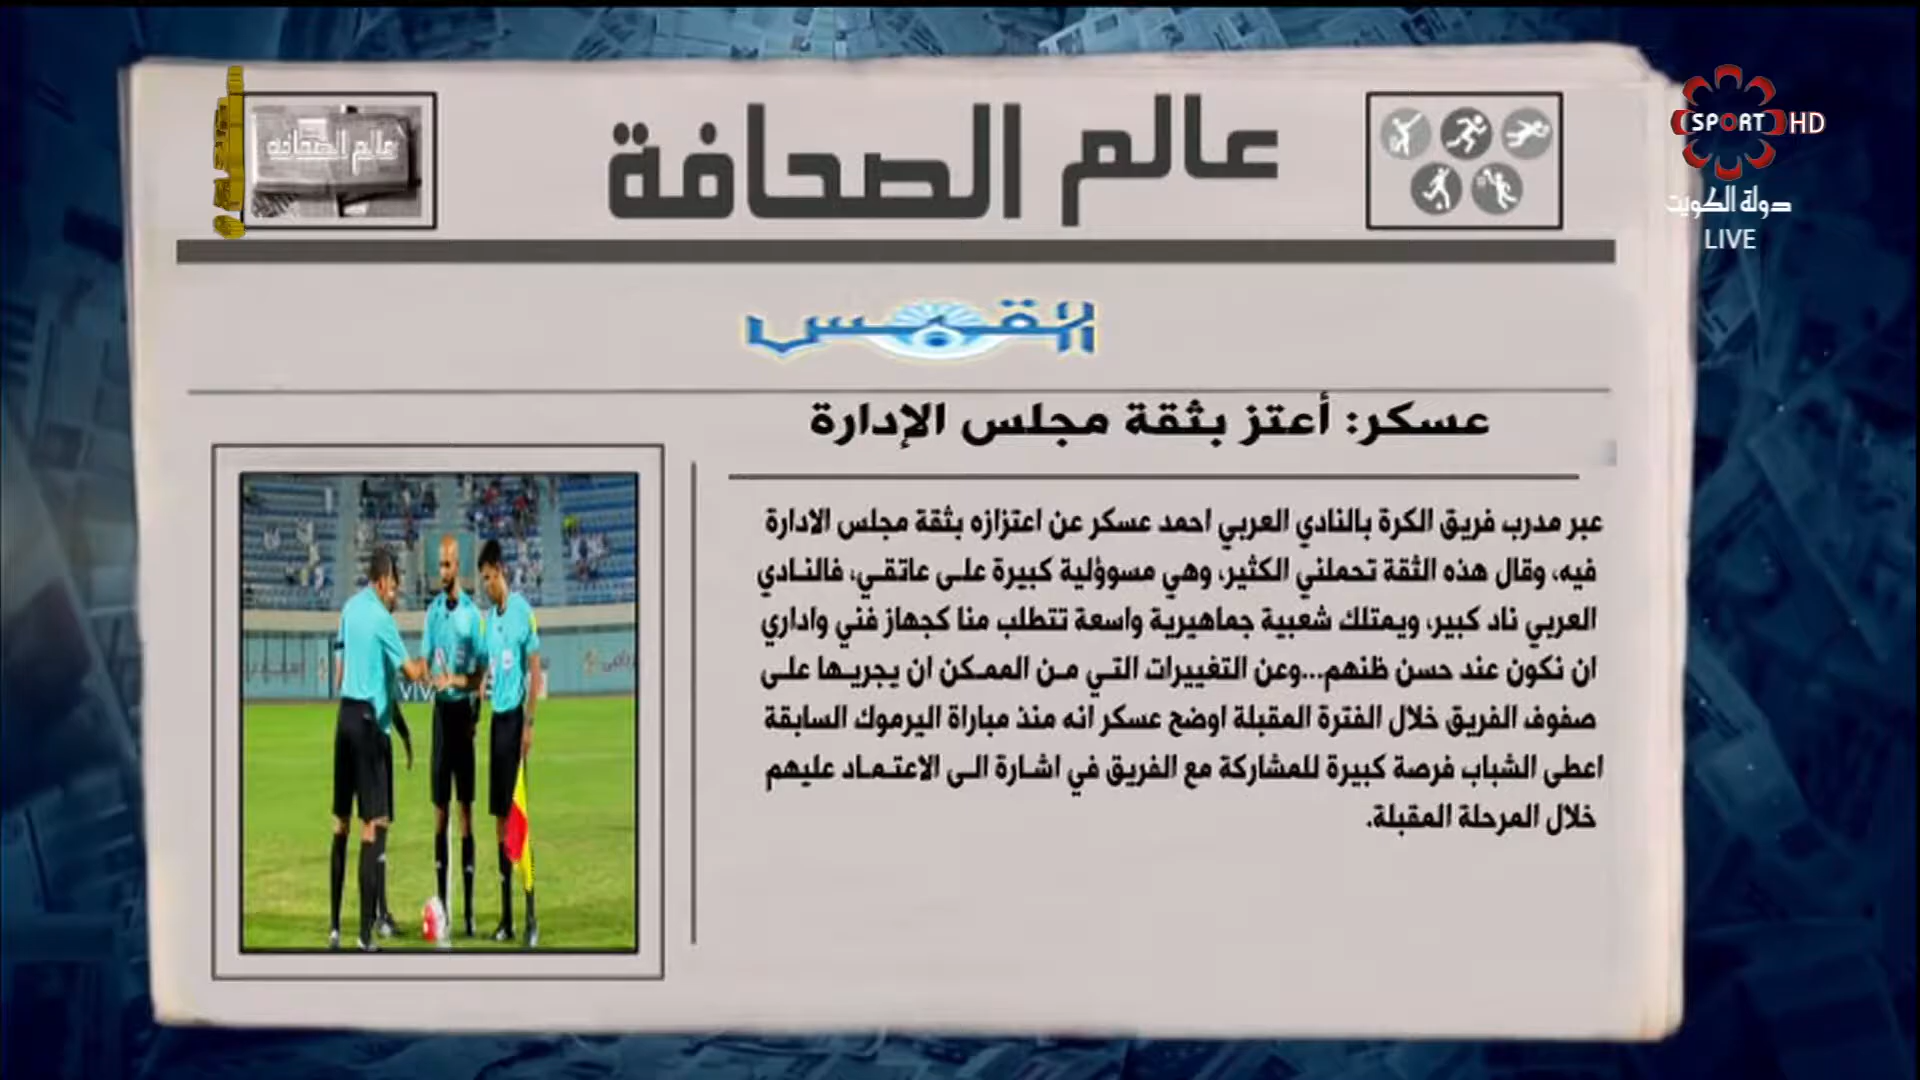 عالم الصحافة
عالم الصحافة
SPORT HD
دولة الكويت
LIVE
القبس
عسكر: أعتز بثقة مجلس الإدارة
عبر مدرب فريق الكرة بالنادي العربي احمد عسكر عن اعتزازه بثقة مجلس الادارة
فيه، وقال هذه الثقة تحملني الكثير، وهي مسوؤلية كبيرة على عاتقي، فالنادي
العربي ناد كبير، ويمتلك شعبية جماهيرية واسعة تتطلب منا كجهاز فني واداري
ان نكون عند حسن ظنهم...وعن التغييرات التي من الممكن ان يجريها على
صفوف الفريق خلال الفترة المقبلة اوضح عسكر انه منذ مباراة اليرموك السابقة
اعطى الشباب فرصة كبيرة للمشاركة مع الفريق في اشارة الى الاعتماد عليهم
خلال المرحلة المقبلة.